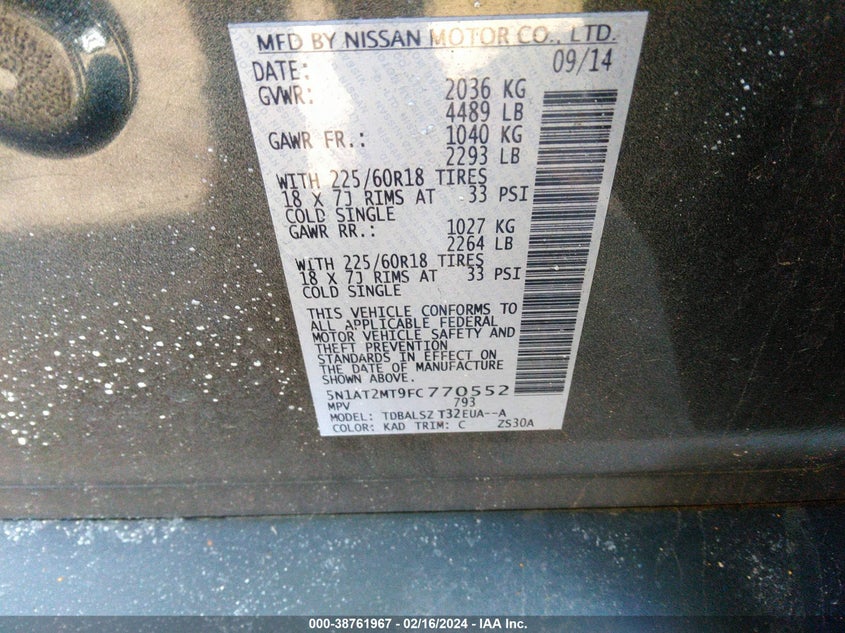 MFD BY NISSAN MOTOR CO., LTD.
DATE: 09/14
GVWR: 2036 KG
4489 LB
GAWR FR.: 1040 KG
2293 LB
WITH 225/60R18 TIRES
18 X 7J RIMS AT 33 PSI
COLD SINGLE
GAWR RR.: 1027 KG
2264 LB
WITH 225/60R18 TIRES
18 X 7J RIMS AT 33 PSI
COLD SINGLE
THIS VEHICLE CONFORMS TO
ALL APPLICABLE FEDERAL
MOTOR VEHICLE SAFETY AND
THEFT PREVENTION
STANDARDS IN EFFECT ON
THE DATE OF MANUFACTURE
SHOWN ABOVE.
5N1AT2MT9FC770552
MPV 793
MODEL: TDBALSZ T32EUA--A
COLOR: KAD TRIM: C ZS30A
000-38761967 - 02/16/2024 - IAA Inc.